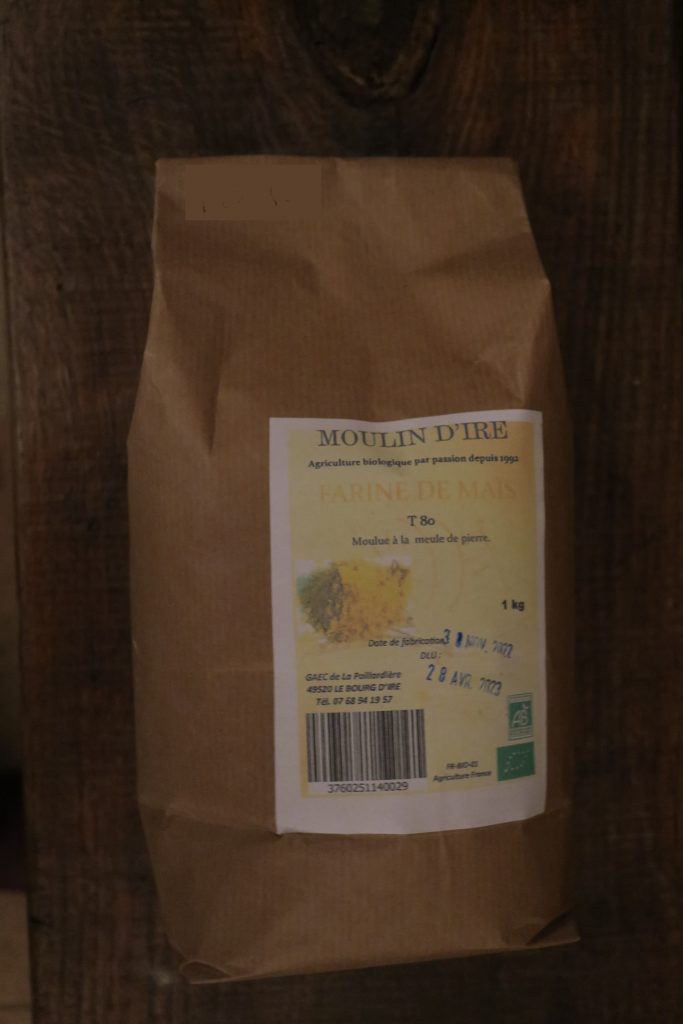 MOULIN D'IRE
Agriculture biologique par passion depuis 1992
FARINE DE MAÏS
T 80
Moulue à la meule de pierre.
1 kg
Date de fabrication 30 NOV. 2022
DLU : 28 AVR. 2023
GAEC de La Paillardière
49520 LE BOURG D'IRE
Tél. 07 68 94 19 57
3760251140029
FR-BIO-01
Agriculture France
AB